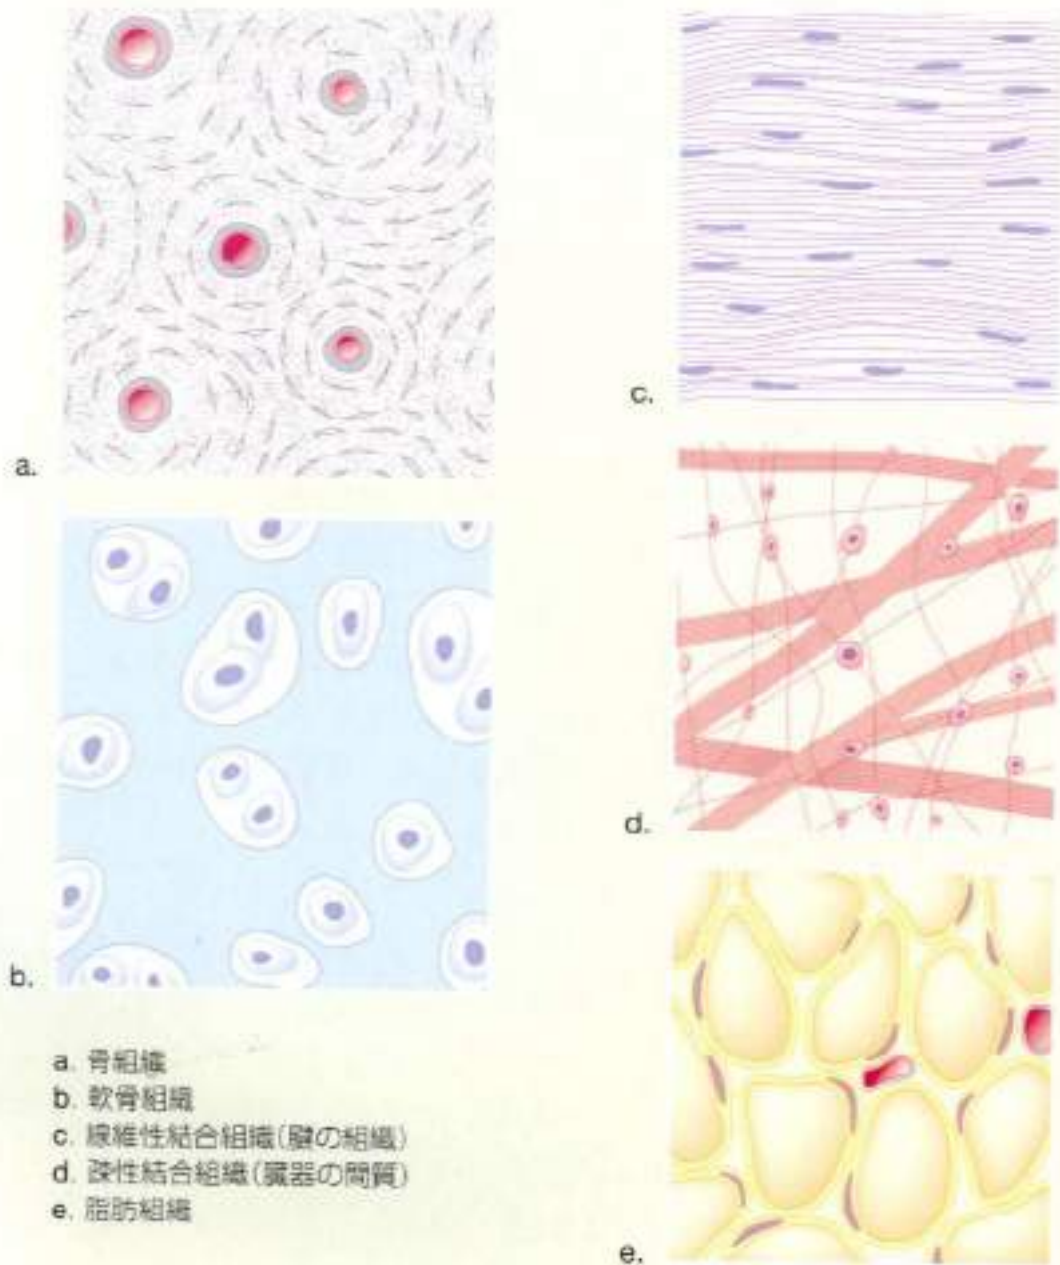 a.
b.
c.
d.
e.
a. 骨組織
b. 軟骨組織
c. 線維性結合組織(腱の組織)
d. 疎性結合組織(臓器の間質)
e. 脂肪組織